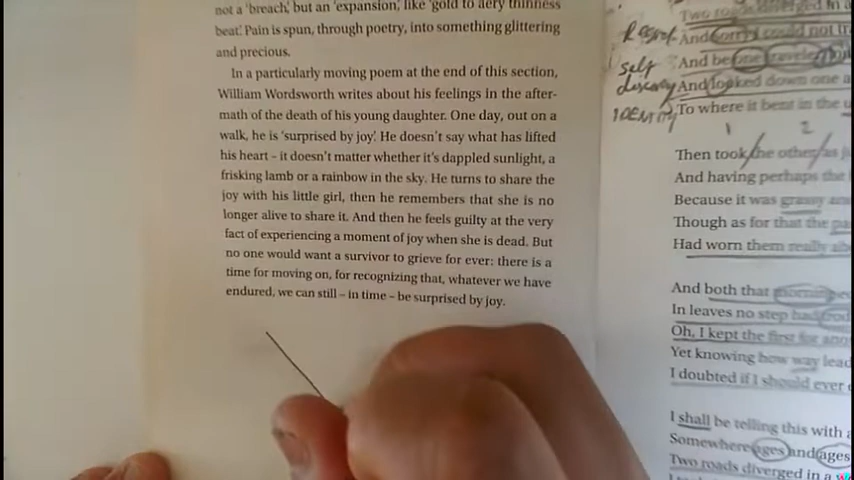 not a 'breach', but an 'expansion', like 'gold to aery thinness
beat'. Pain is spun, through poetry, into something glittering
and precious.
In a particularly moving poem at the end of this section,
William Wordsworth writes about his feelings in the after-
math of the death of his young daughter. One day, out on a
walk, he is 'surprised by joy'. He doesn't say what has lifted
his heart – it doesn't matter whether it's dappled sunlight, a
frisking lamb or a rainbow in the sky. He turns to share the
joy with his little girl, then he remembers that she is no
longer alive to share it. And then he feels guilty at the very
fact of experiencing a moment of joy when she is dead. But
no one would want a survivor to grieve for ever: there is a
time for moving on, for recognizing that, whatever we have
endured, we can still – in time – be surprised by joy.
Two roads diverged in a
And sorry I could not tr
self
And be one traveler
discovery
And looked down one a
IDENTITY
To where it bent in the u
1 2
Then took the other, as j
And having perhaps the
Because it was grassy an
Though as for that the pa
Had worn them really ab
And both that morning e
In leaves no step had trod
Oh, I kept the first for ano
Yet knowing how way lead
I doubted if I should ever
I shall be telling this with a
Somewhere ages and ages
Two roads diverged in a w